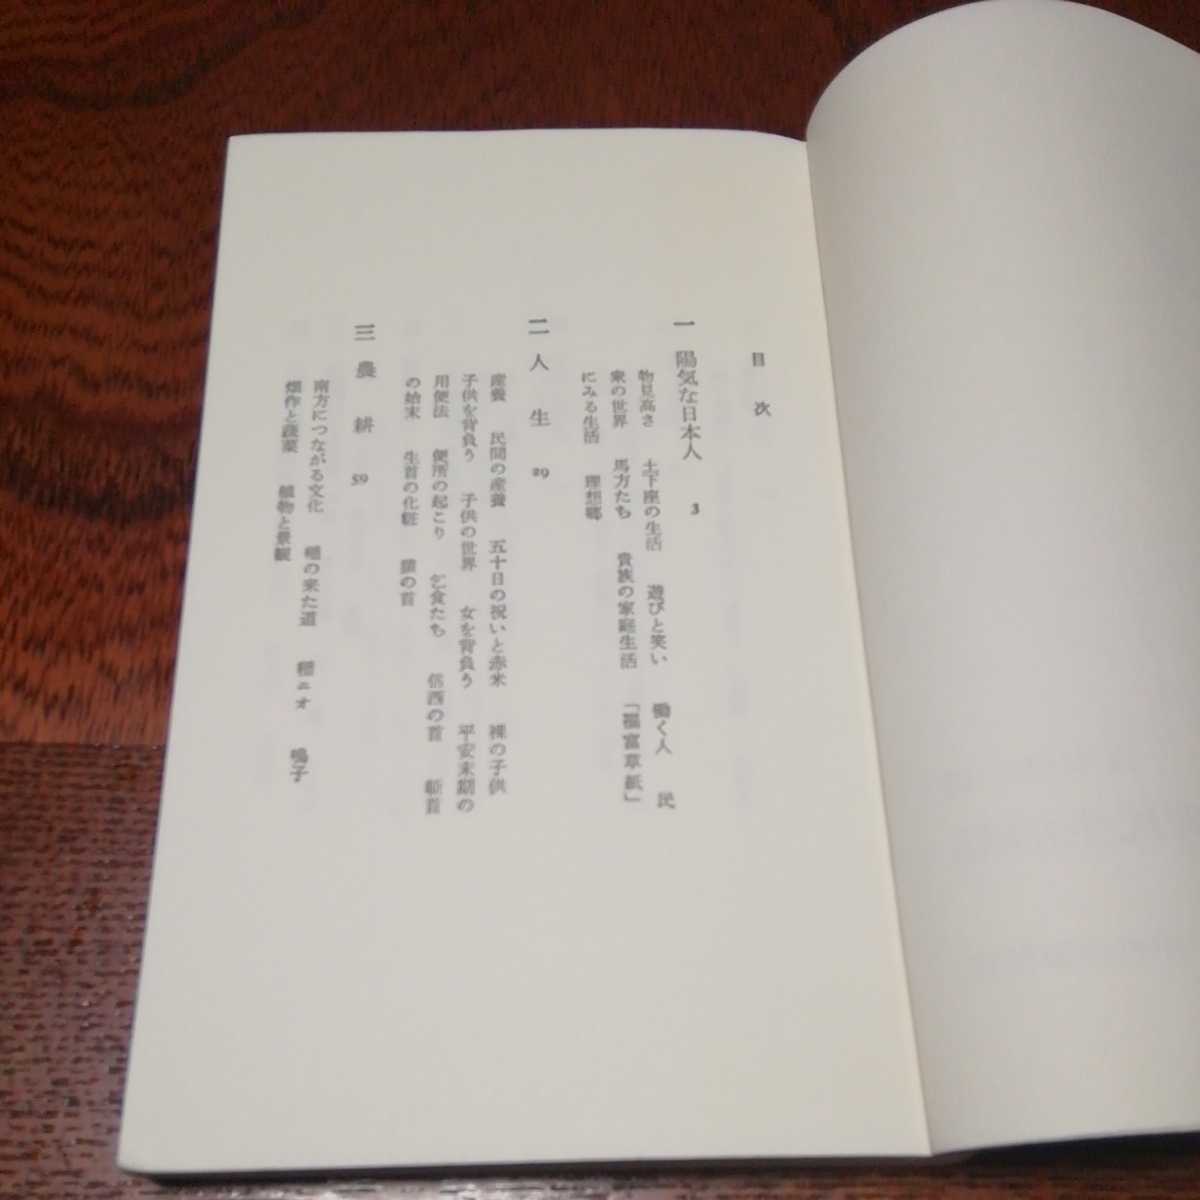 目次
一 陽気な日本人 3
物見高さ 土下座の生活 遊びと笑い 働く人 民
衆の世界 馬方たち 貴族の家庭生活 「福富草紙」
にみる生活 理想郷
二 人生 29
産養 民間の産養 五十日の祝いと赤米 裸の子供
子供を背負う 子供の世界 女を背負う 平安末期の
用便法 便所の起こり 乞食たち 信西の首 斬首
の始末 生首の化粧 猿の首
三 農耕 59
南方につながる文化 稲の来た道 穂ニオ 鳴子
畑作と蔬菜 植物と景観